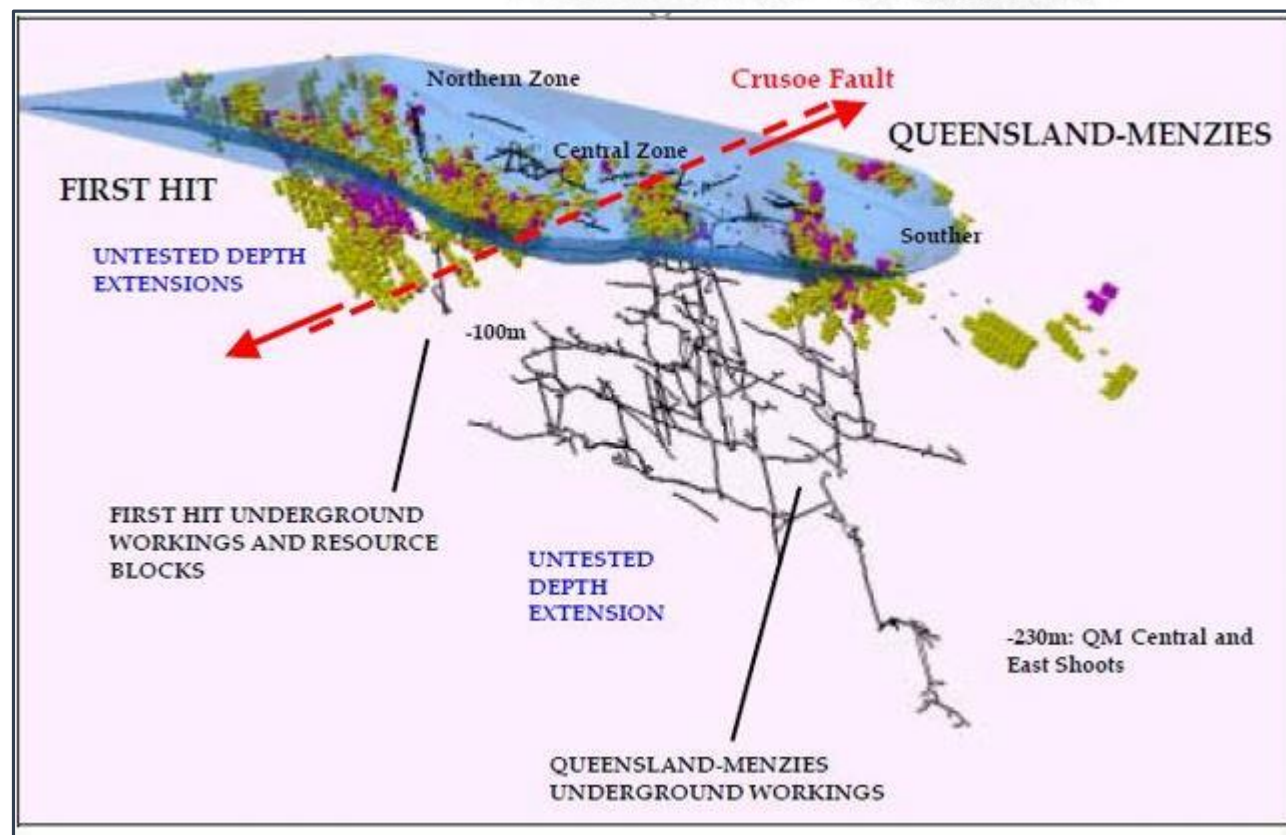 Northern Zone
Crusoe Fault
QUEENSLAND-MENZIES
Central Zone
FIRST HIT
Souther
UNTESTED DEPTH
EXTENSIONS
-100m
FIRST HIT UNDERGROUND
WORKINGS AND RESOURCE
BLOCKS
UNTESTED
DEPTH
EXTENSION
-230m: QM Central and
East Shoots
QUEENSLAND-MENZIES
UNDERGROUND WORKINGS